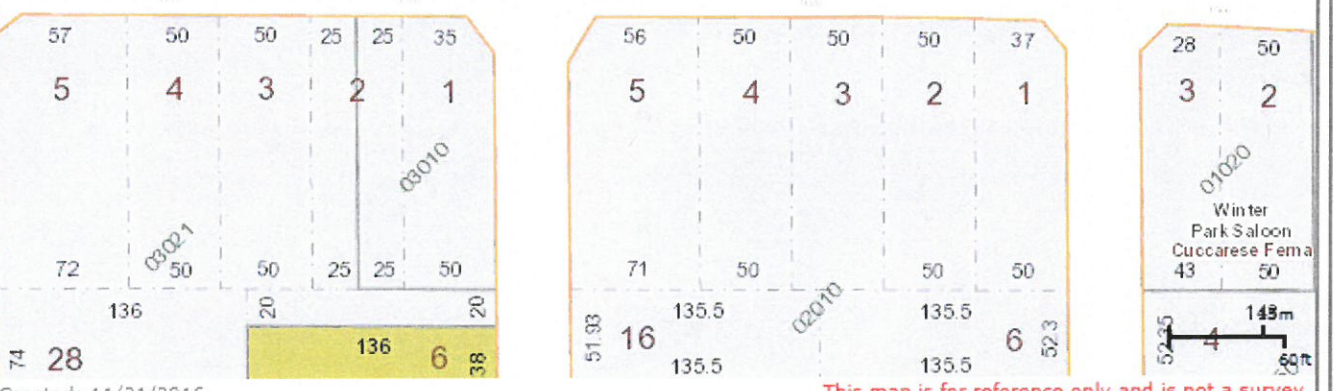 57 50 50 25 25 35
5 4 3 2 1
03010
03021
72 50 50 25 25 50
136 20 20
74 28 136 6 38
56 50 50 50 37
5 4 3 2 1
71 50 50 50
135.5 02010 135.5
51.93 16 6 52.3
135.5 135.5
28 50
3 2
01020
Winter
Park Saloon
Cuccarese Ferna
43 50
4
60ft
This map is for reference only and is not a survey